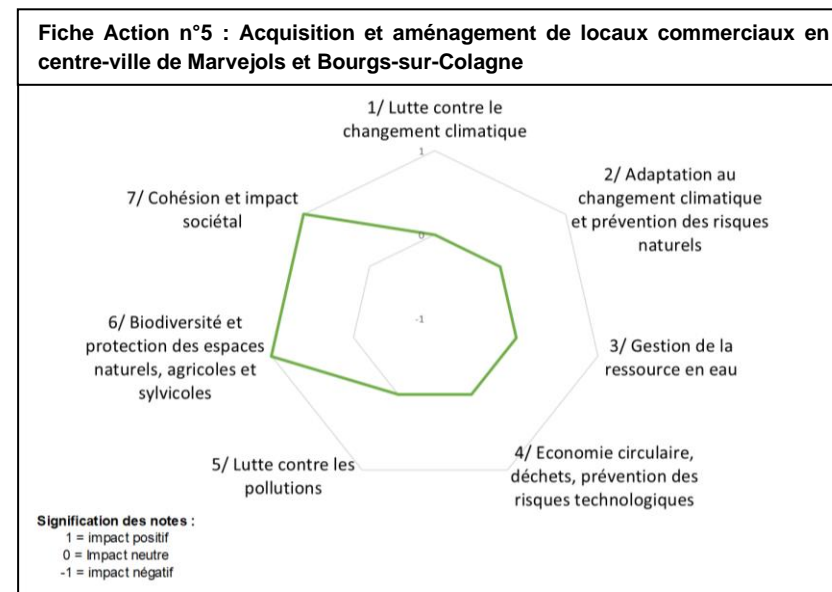 Fiche Action n°5 : Acquisition et aménagement de locaux commerciaux en
centre-ville de Marvejols et Bourgs-sur-Colagne
1/ Lutte contre le
changement climatique
1
2/ Adaptation au
changement climatique
et prévention des risques
naturels
7/ Cohésion et impact
sociétal
0
6/ Biodiversité et
protection des espaces
naturels, agricoles et
sylvicoles
-1
3/ Gestion de la
ressource en eau
5/ Lutte contre les
pollutions
4/ Economie circulaire,
déchets, prévention des
risques technologiques
Signification des notes :
1 = impact positif
0 = Impact neutre
-1 = impact négatif